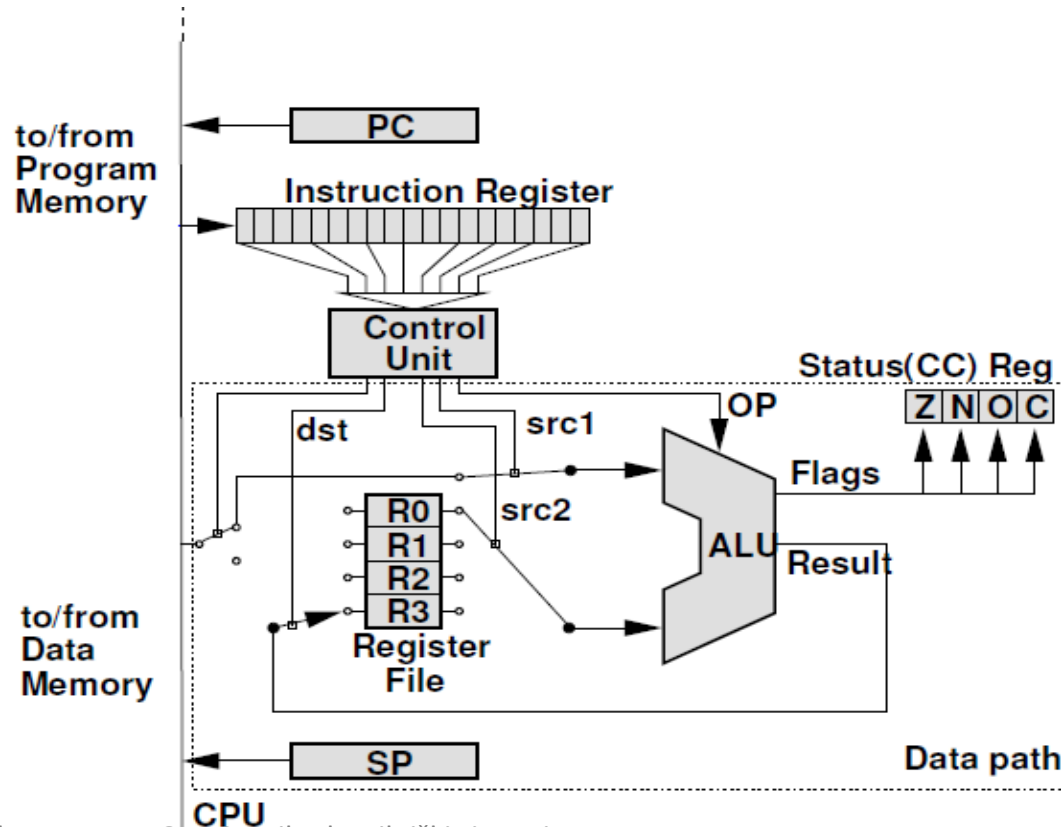 PC
to/from
Program
Memory
Instruction Register
Control
Unit
Status(CC) Reg
Z N O C
OP
dst
src1
Flags
src2
R0
R1
R2
R3
ALU
Result
to/from
Data
Memory
Register
File
SP
Data path
CPU